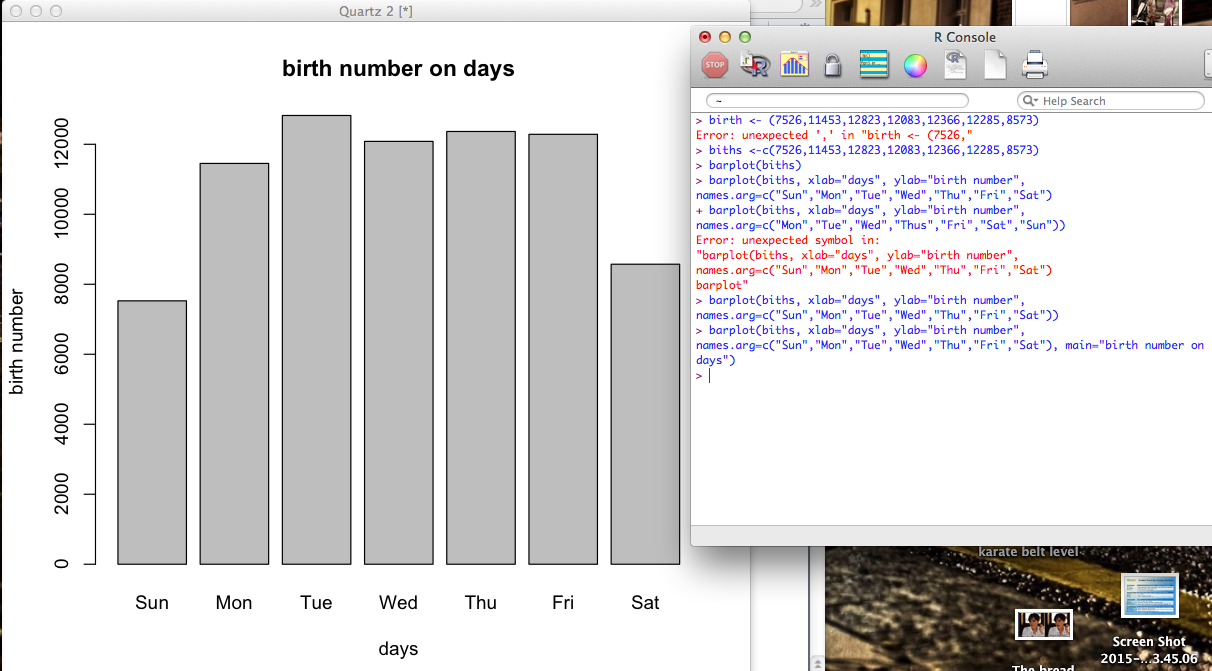 Quartz 2 [*]
birth number on days
birth number
0
2000
4000
6000
8000
10000
12000
Sun Mon Tue Wed Thu Fri Sat
days
R Console
STOP
R
R
~
Help Search
> birth <- (7526,11453,12823,12083,12366,12285,8573)
Error: unexpected ',' in "birth <- (7526,"
> biths <-c(7526,11453,12823,12083,12366,12285,8573)
> barplot(biths)
> barplot(biths, xlab="days", ylab="birth number",
names.arg=c("Sun","Mon","Tue","Wed","Thu","Fri","Sat")
+ barplot(biths, xlab="days", ylab="birth number",
names.arg=c("Mon","Tue","Wed","Thus","Fri","Sat","Sun"))
Error: unexpected symbol in:
"barplot(biths, xlab="days", ylab="birth number",
names.arg=c("Sun","Mon","Tue","Wed","Thu","Fri","Sat")
barplot"
> barplot(biths, xlab="days", ylab="birth number",
names.arg=c("Sun","Mon","Tue","Wed","Thu","Fri","Sat"))
> barplot(biths, xlab="days", ylab="birth number",
names.arg=c("Sun","Mon","Tue","Wed","Thu","Fri","Sat"), main="birth number on
days")
>
karate belt level
Screen Shot
2015-...3.45.06
The bread